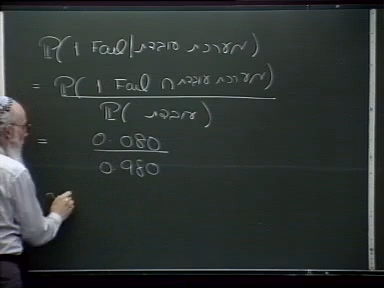 ℙ( 1 Fail | מערכת עובדת )
= ℙ( 1 Fail ∩ מערכת עובדת )
ℙ( עובדת )
= 0.080
0.980